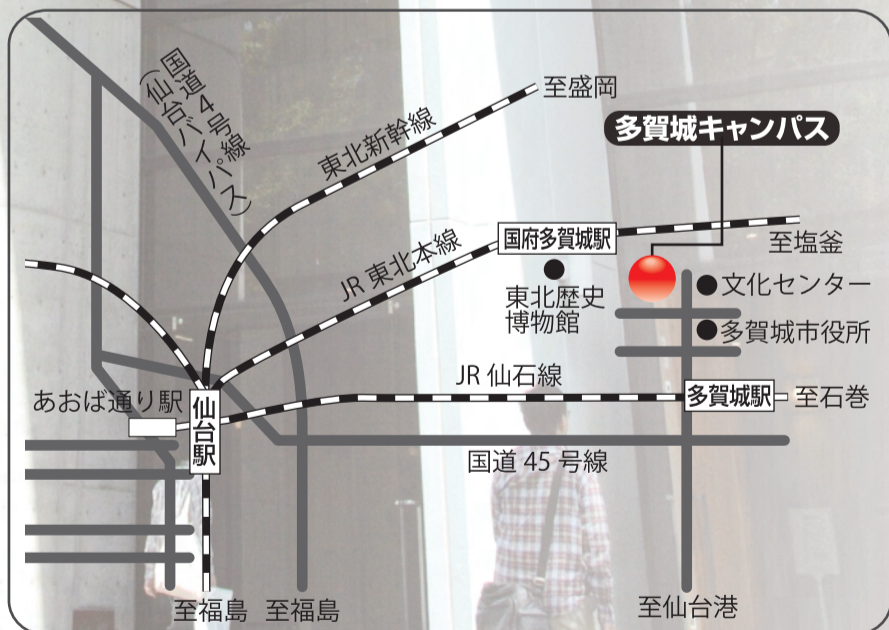 (国道4号線
仙台バイパス)
至盛岡
東北新幹線
多賀城キャンパス
国府多賀城駅
至塩釜
JR 東北本線
東北歴史
博物館
文化センター
多賀城市役所
JR 仙石線
多賀城駅
至石巻
あおば通り駅
仙台駅
国道 45 号線
至福島
至福島
至仙台港